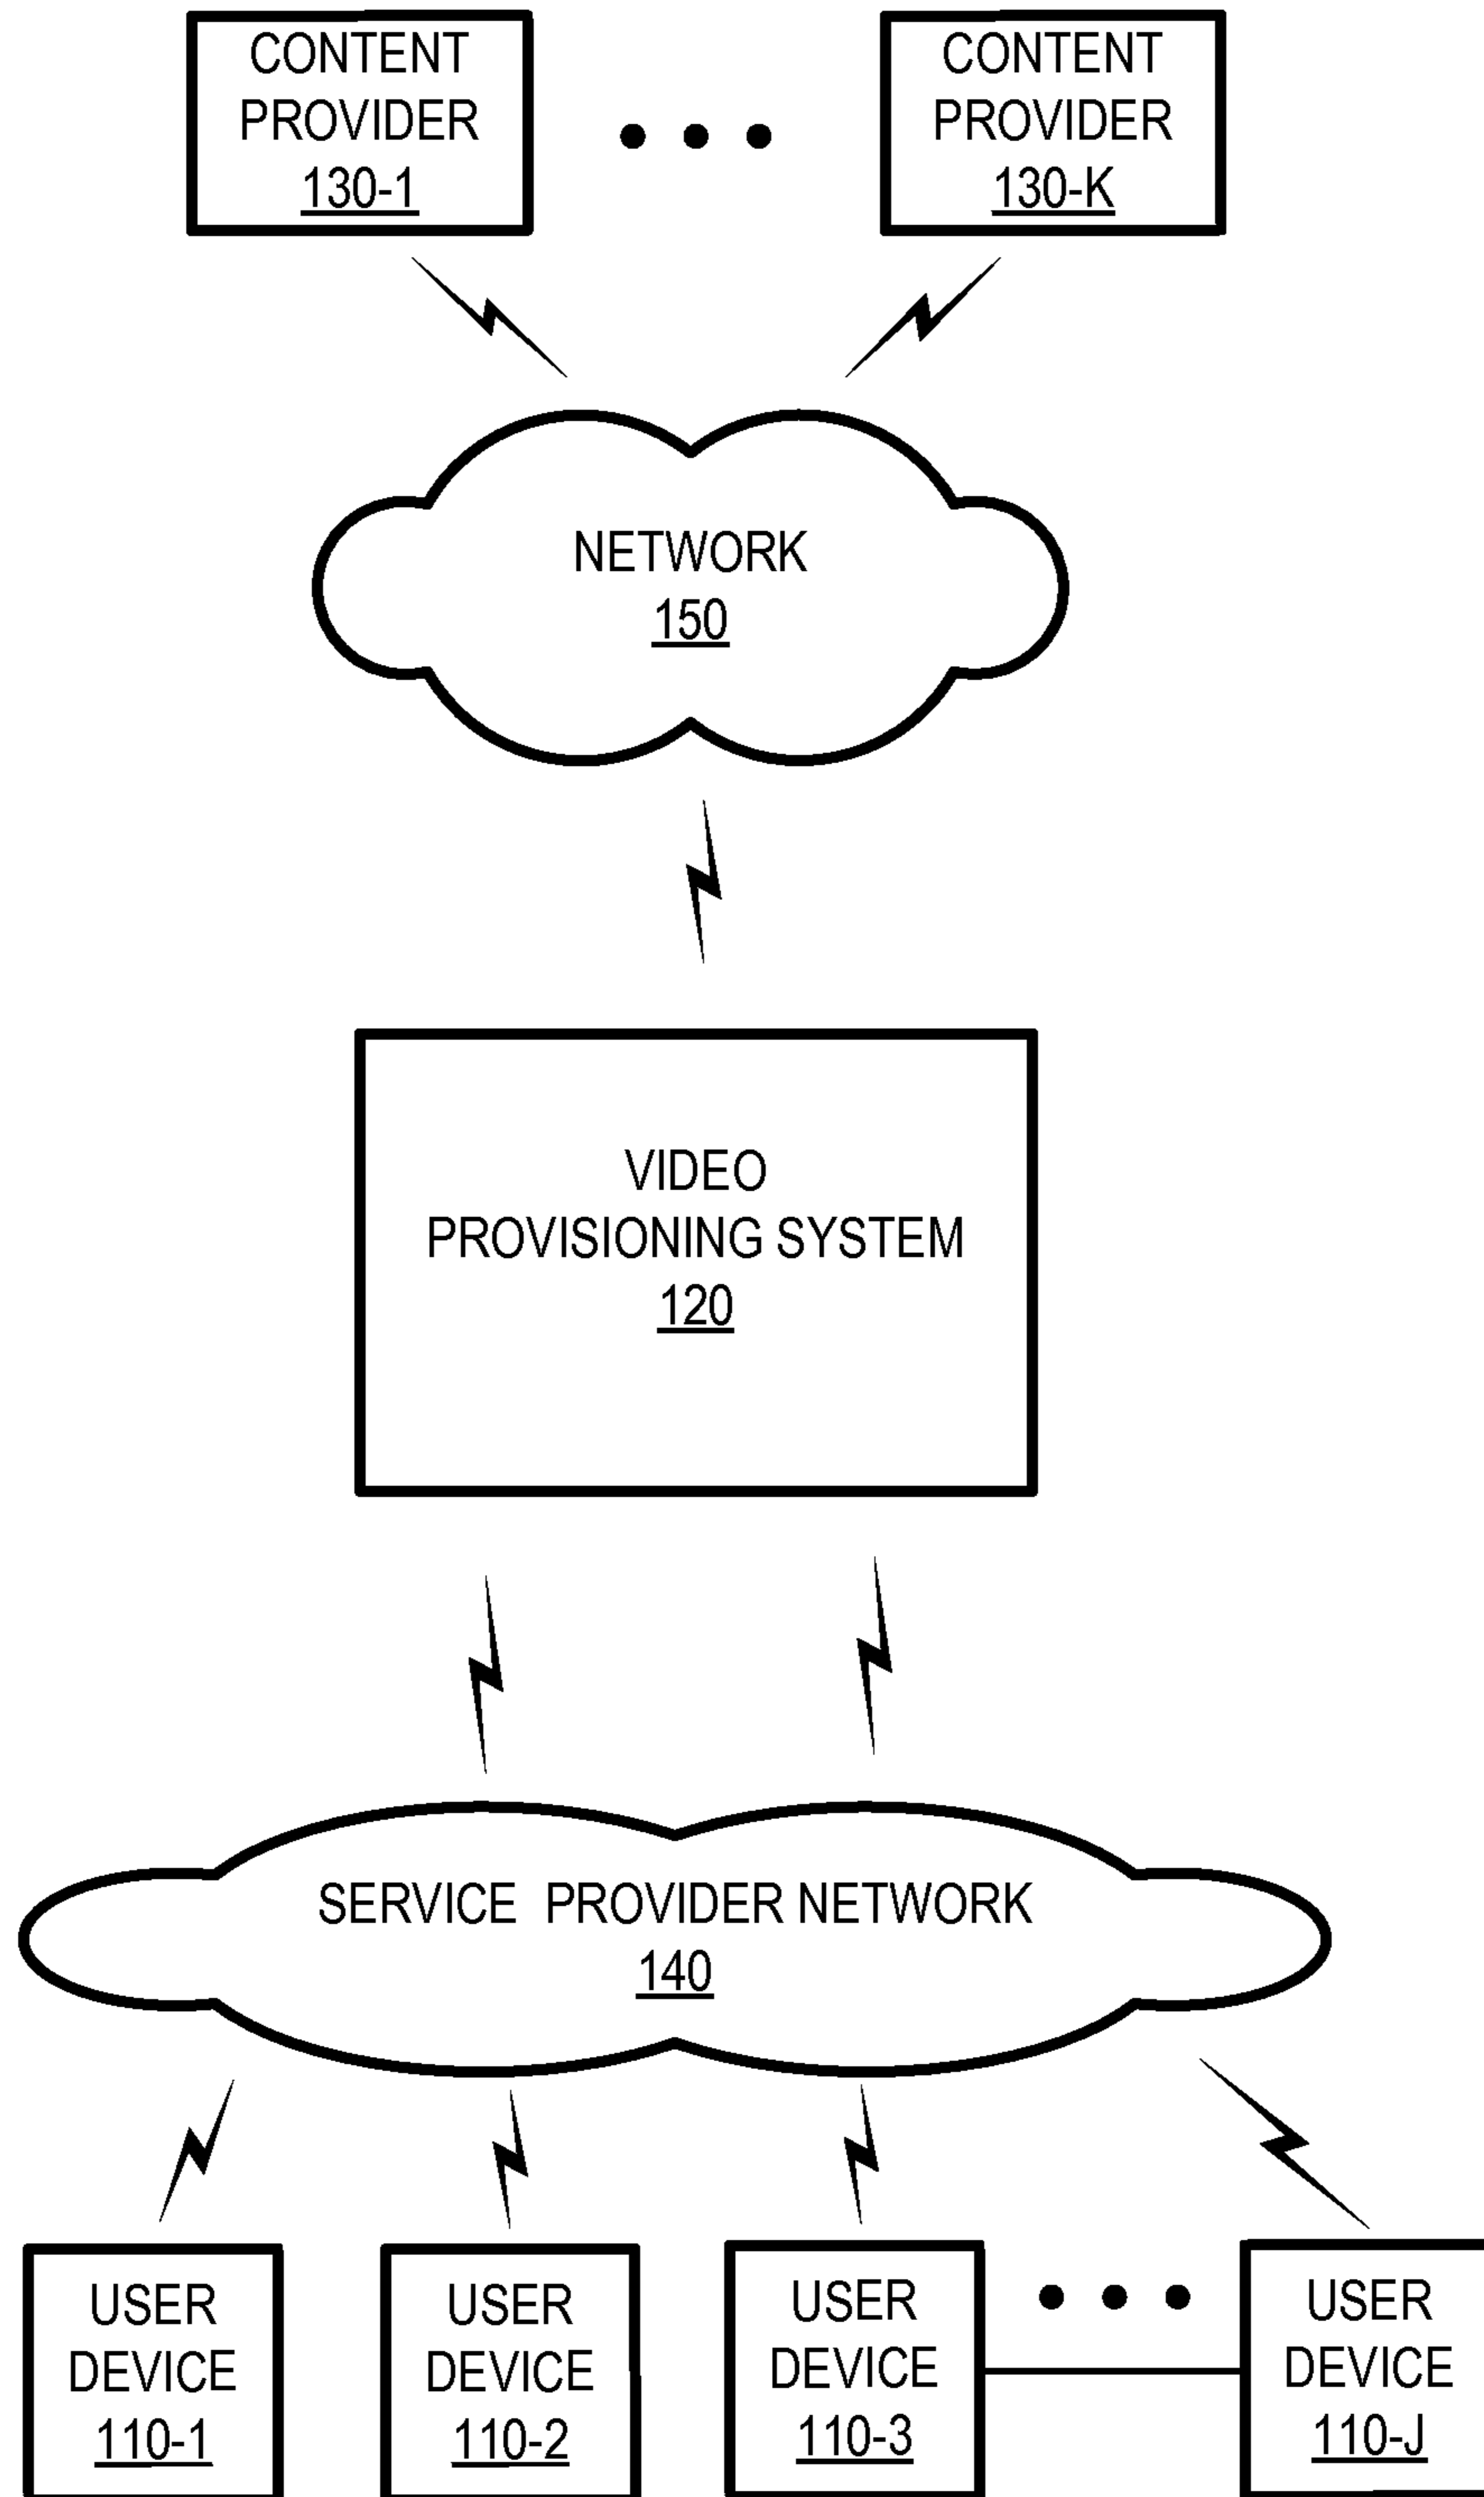 CONTENT
PROVIDER
130-1
CONTENT
PROVIDER
130-K
NETWORK
150
VIDEO
PROVISIONING SYSTEM
120
SERVICE PROVIDER NETWORK
140
USER
DEVICE
110-1
USER
DEVICE
110-2
USER
DEVICE
110-3
USER
DEVICE
110-J